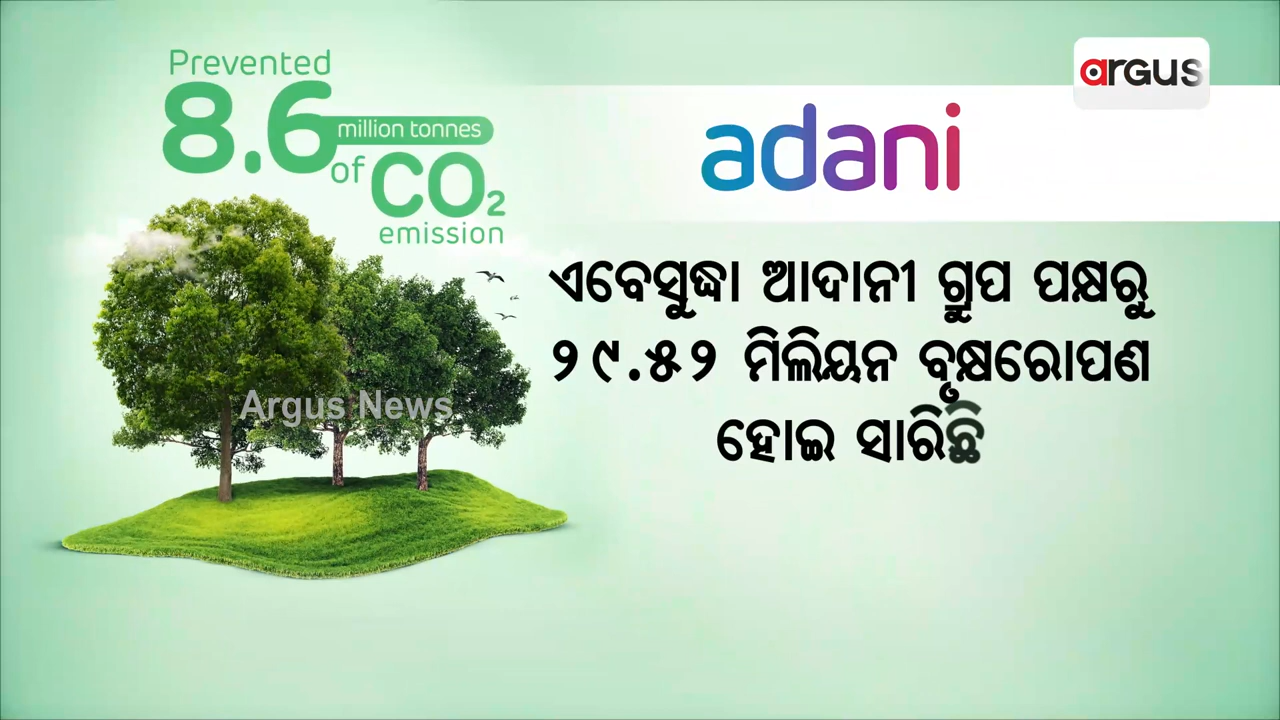 Prevented
8.6 million tonnes
of CO₂
emission
argus
adani
ଏବେସୁଦ୍ଧା ଆଦାନୀ ଗ୍ରୁପ ପକ୍ଷରୁ
୨୯.୫୨ ମିଲିୟନ ବୃକ୍ଷରୋପଣ
ହୋଇ ସାରିଛି
Argus News